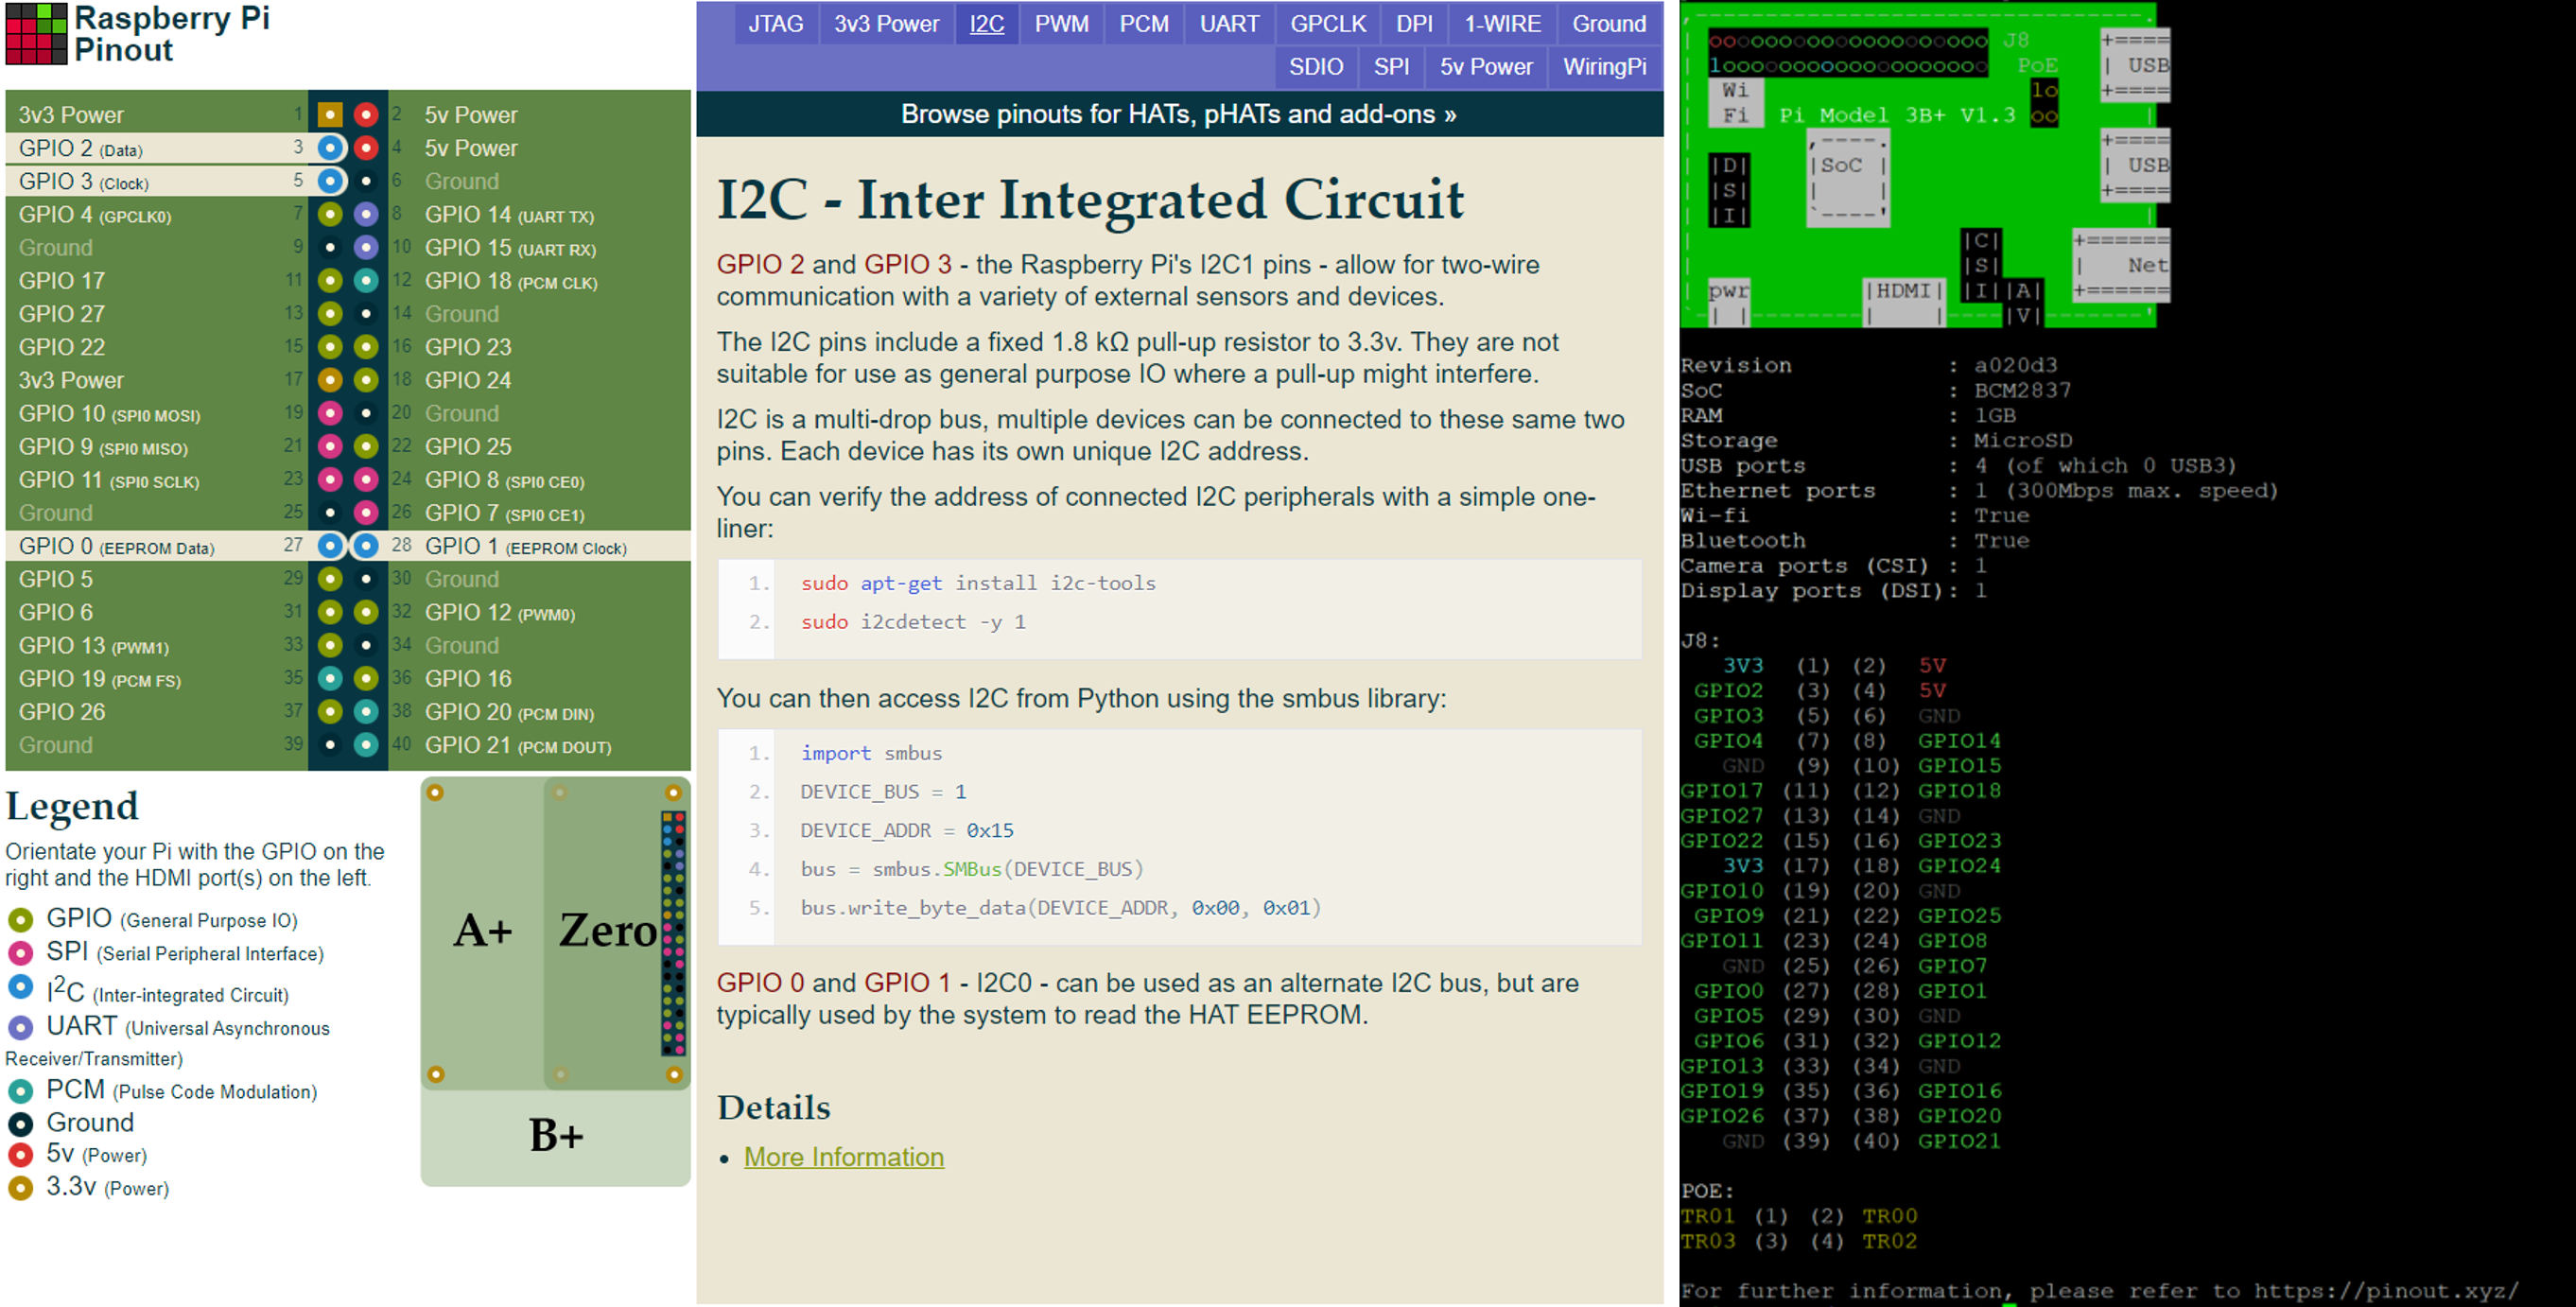 Raspberry Pi
Pinout
3v3 Power 1 2 5v Power
GPIO 2 (Data) 3 4 5v Power
GPIO 3 (Clock) 5 6 Ground
GPIO 4 (GPCLK0) 7 8 GPIO 14 (UART TX)
Ground 9 10 GPIO 15 (UART RX)
GPIO 17 11 12 GPIO 18 (PCM CLK)
GPIO 27 13 14 Ground
GPIO 22 15 16 GPIO 23
3v3 Power 17 18 GPIO 24
GPIO 10 (SPI0 MOSI) 19 20 Ground
GPIO 9 (SPI0 MISO) 21 22 GPIO 25
GPIO 11 (SPI0 SCLK) 23 24 GPIO 8 (SPI0 CE0)
Ground 25 26 GPIO 7 (SPI0 CE1)
GPIO 0 (EEPROM Data) 27 28 GPIO 1 (EEPROM Clock)
GPIO 5 29 30 Ground
GPIO 6 31 32 GPIO 12 (PWM0)
GPIO 13 (PWM1) 33 34 Ground
GPIO 19 (PCM FS) 35 36 GPIO 16
GPIO 26 37 38 GPIO 20 (PCM DIN)
Ground 39 40 GPIO 21 (PCM DOUT)
Legend
Orientate your Pi with the GPIO on the
right and the HDMI port(s) on the left.
GPIO (General Purpose IO)
SPI (Serial Peripheral Interface)
I2C (Inter-integrated Circuit)
UART (Universal Asynchronous
Receiver/Transmitter)
PCM (Pulse Code Modulation)
Ground
5v (Power)
3.3v (Power)
A+ Zero
B+
JTAG 3v3 Power I2C PWM PCM UART GPCLK DPI 1-WIRE Ground
SDIO SPI 5v Power WiringPi
Browse pinouts for HATs, pHATs and add-ons »
I2C - Inter Integrated Circuit
GPIO 2 and GPIO 3 - the Raspberry Pi's I2C1 pins - allow for two-wire
communication with a variety of external sensors and devices.
The I2C pins include a fixed 1.8 kΩ pull-up resistor to 3.3v. They are not
suitable for use as general purpose IO where a pull-up might interfere.
I2C is a multi-drop bus, multiple devices can be connected to these same two
pins. Each device has its own unique I2C address.
You can verify the address of connected I2C peripherals with a simple one-
liner:
1. sudo apt-get install i2c-tools
2. sudo i2cdetect -y 1
You can then access I2C from Python using the smbus library:
1. import smbus
2. DEVICE_BUS = 1
3. DEVICE_ADDR = 0x15
4. bus = smbus.SMBus(DEVICE_BUS)
5. bus.write_byte_data(DEVICE_ADDR, 0x00, 0x01)
GPIO 0 and GPIO 1 - I2C0 - can be used as an alternate I2C bus, but are
typically used by the system to read the HAT EEPROM.
Details
• More Information
,--------------------------------.
| oooooooooooooooooooo J8 +====
| 1ooooooooooooooooooo PoE | USB
| Wi 1o +====
| Fi Pi Model 3B+ V1.3 oo |
| ,----. +====
| |D| |SoC | | USB
| |S| | | +====
| |I| `----' |
| |C| +======
| |S| | Net
| pwr |HDMI| |I||A| +======
`-| |--------| |----|V|-------'
Revision : a020d3
SoC : BCM2837
RAM : 1GB
Storage : MicroSD
USB ports : 4 (of which 0 USB3)
Ethernet ports : 1 (300Mbps max. speed)
Wi-fi : True
Bluetooth : True
Camera ports (CSI) : 1
Display ports (DSI): 1
J8:
3V3 (1) (2) 5V
GPIO2 (3) (4) 5V
GPIO3 (5) (6) GND
GPIO4 (7) (8) GPIO14
GND (9) (10) GPIO15
GPIO17 (11) (12) GPIO18
GPIO27 (13) (14) GND
GPIO22 (15) (16) GPIO23
3V3 (17) (18) GPIO24
GPIO10 (19) (20) GND
GPIO9 (21) (22) GPIO25
GPIO11 (23) (24) GPIO8
GND (25) (26) GPIO7
GPIO0 (27) (28) GPIO1
GPIO5 (29) (30) GND
GPIO6 (31) (32) GPIO12
GPIO13 (33) (34) GND
GPIO19 (35) (36) GPIO16
GPIO26 (37) (38) GPIO20
GND (39) (40) GPIO21
POE:
TR01 (1) (2) TR00
TR03 (3) (4) TR02
For further information, please refer to https://pinout.xyz/